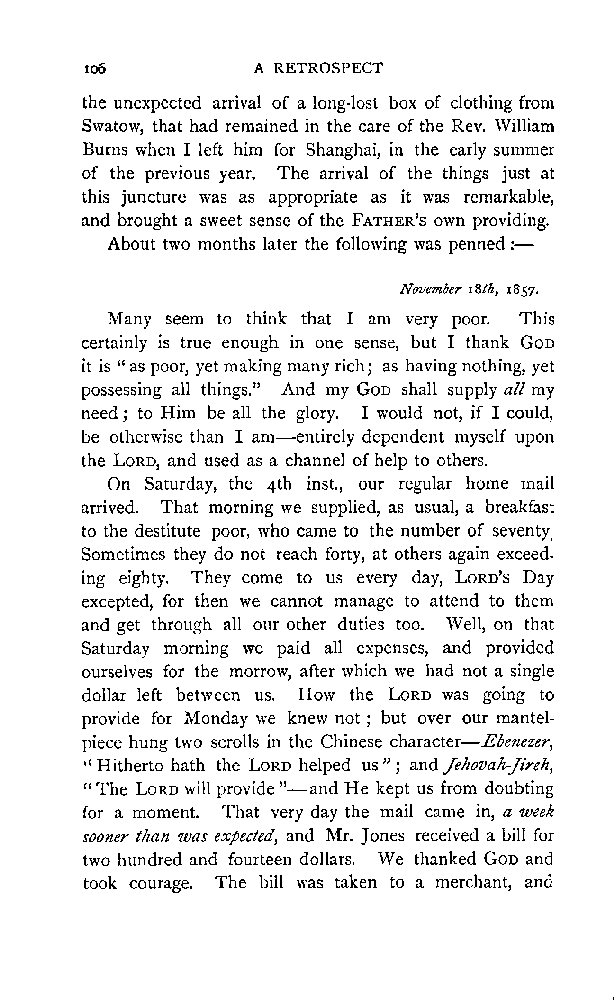 106 A RETROSPECT
the unexpected arrival of a long-lost box of clothing from
Swatow, that had remained in the care of the Rev. William
Burns when I left him for Shanghai, in the early summer
of the previous year. The arrival of the things just at
this juncture was as appropriate as it was remarkable,
and brought a sweet sense of the FATHER'S own providing.
About two months later the following was penned :—
November 18th, 1857.
Many seem to think that I am very poor. This
certainly is true enough in one sense, but I thank GOD
it is "as poor, yet making many rich; as having nothing, yet
possessing all things." And my GOD shall supply all my
need; to Him be all the glory. I would not, if I could,
be otherwise than I am—entirely dependent myself upon
the LORD, and used as a channel of help to others.
On Saturday, the 4th inst., our regular home mail
arrived. That morning we supplied, as usual, a breakfast
to the destitute poor, who came to the number of seventy.
Sometimes they do not reach forty, at others again exceed-
ing eighty. They come to us every day, LORD'S Day
excepted, for then we cannot manage to attend to them
and get through all our other duties too. Well, on that
Saturday morning we paid all expenses, and provided
ourselves for the morrow, after which we had not a single
dollar left between us. How the LORD was going to
provide for Monday we knew not; but over our mantel-
piece hung two scrolls in the Chinese character—Ebenezer,
"Hitherto hath the LORD helped us"; and Jehovah-Jireh,
"The LORD will provide"—and He kept us from doubting
for a moment. That very day the mail came in, a week
sooner than was expected, and Mr. Jones received a bill for
two hundred and fourteen dollars. We thanked GOD and
took courage. The bill was taken to a merchant, and